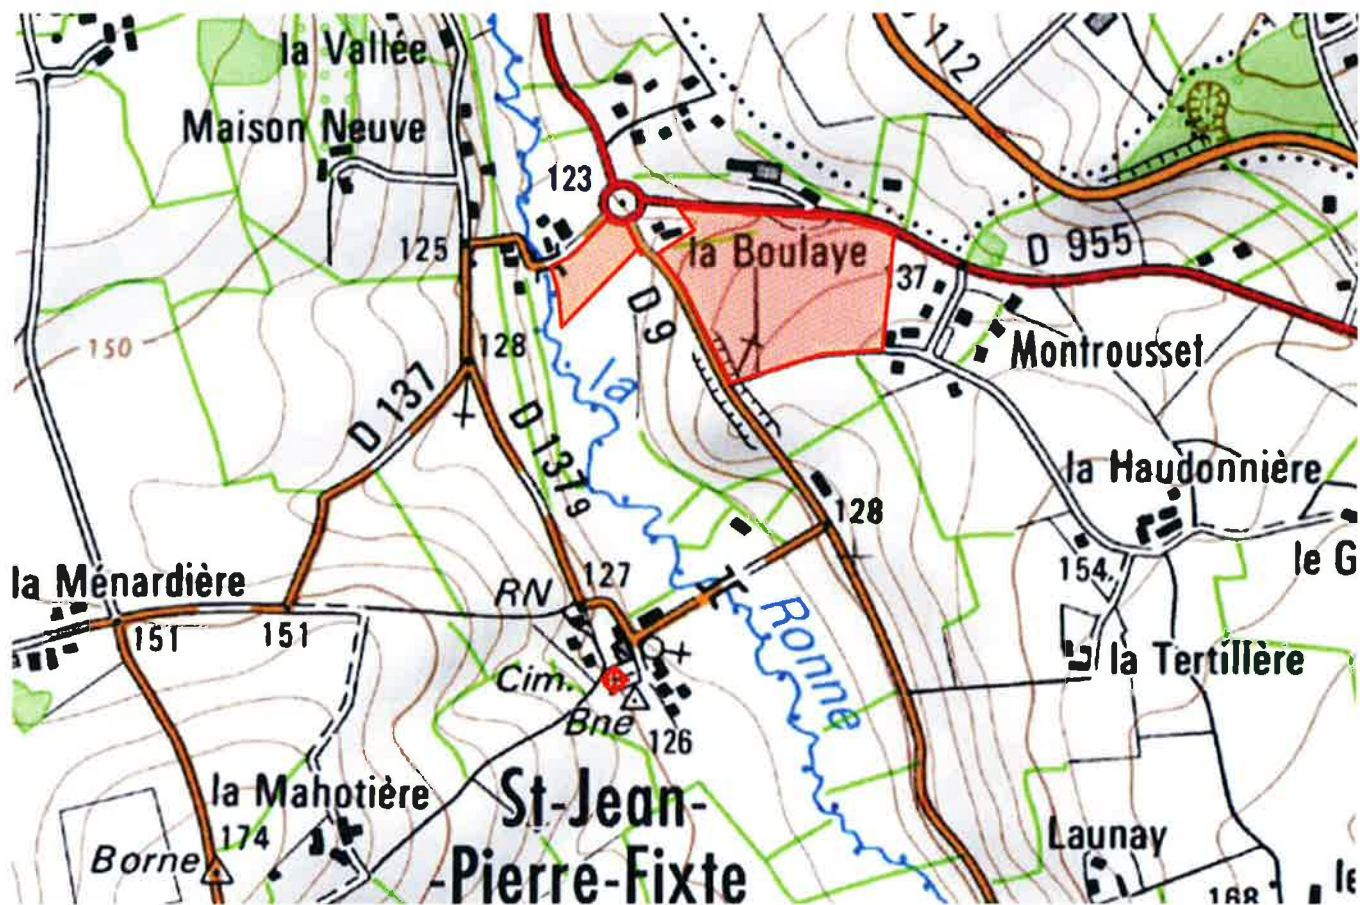 la Vallée
112
Maison Neuve
123
125
la Boulaye
D 955
37
D 9
150
128
Montrousset
la
D 137
D 137 9
la Haudonnière
128
le G
154
la Ménardière
RN
127
151
151
Ronne
la Tertillère
Cim.
Bne
126
la Mahotière
St-Jean-
-Pierre-Fixte
174
Borne
Launay
168
le